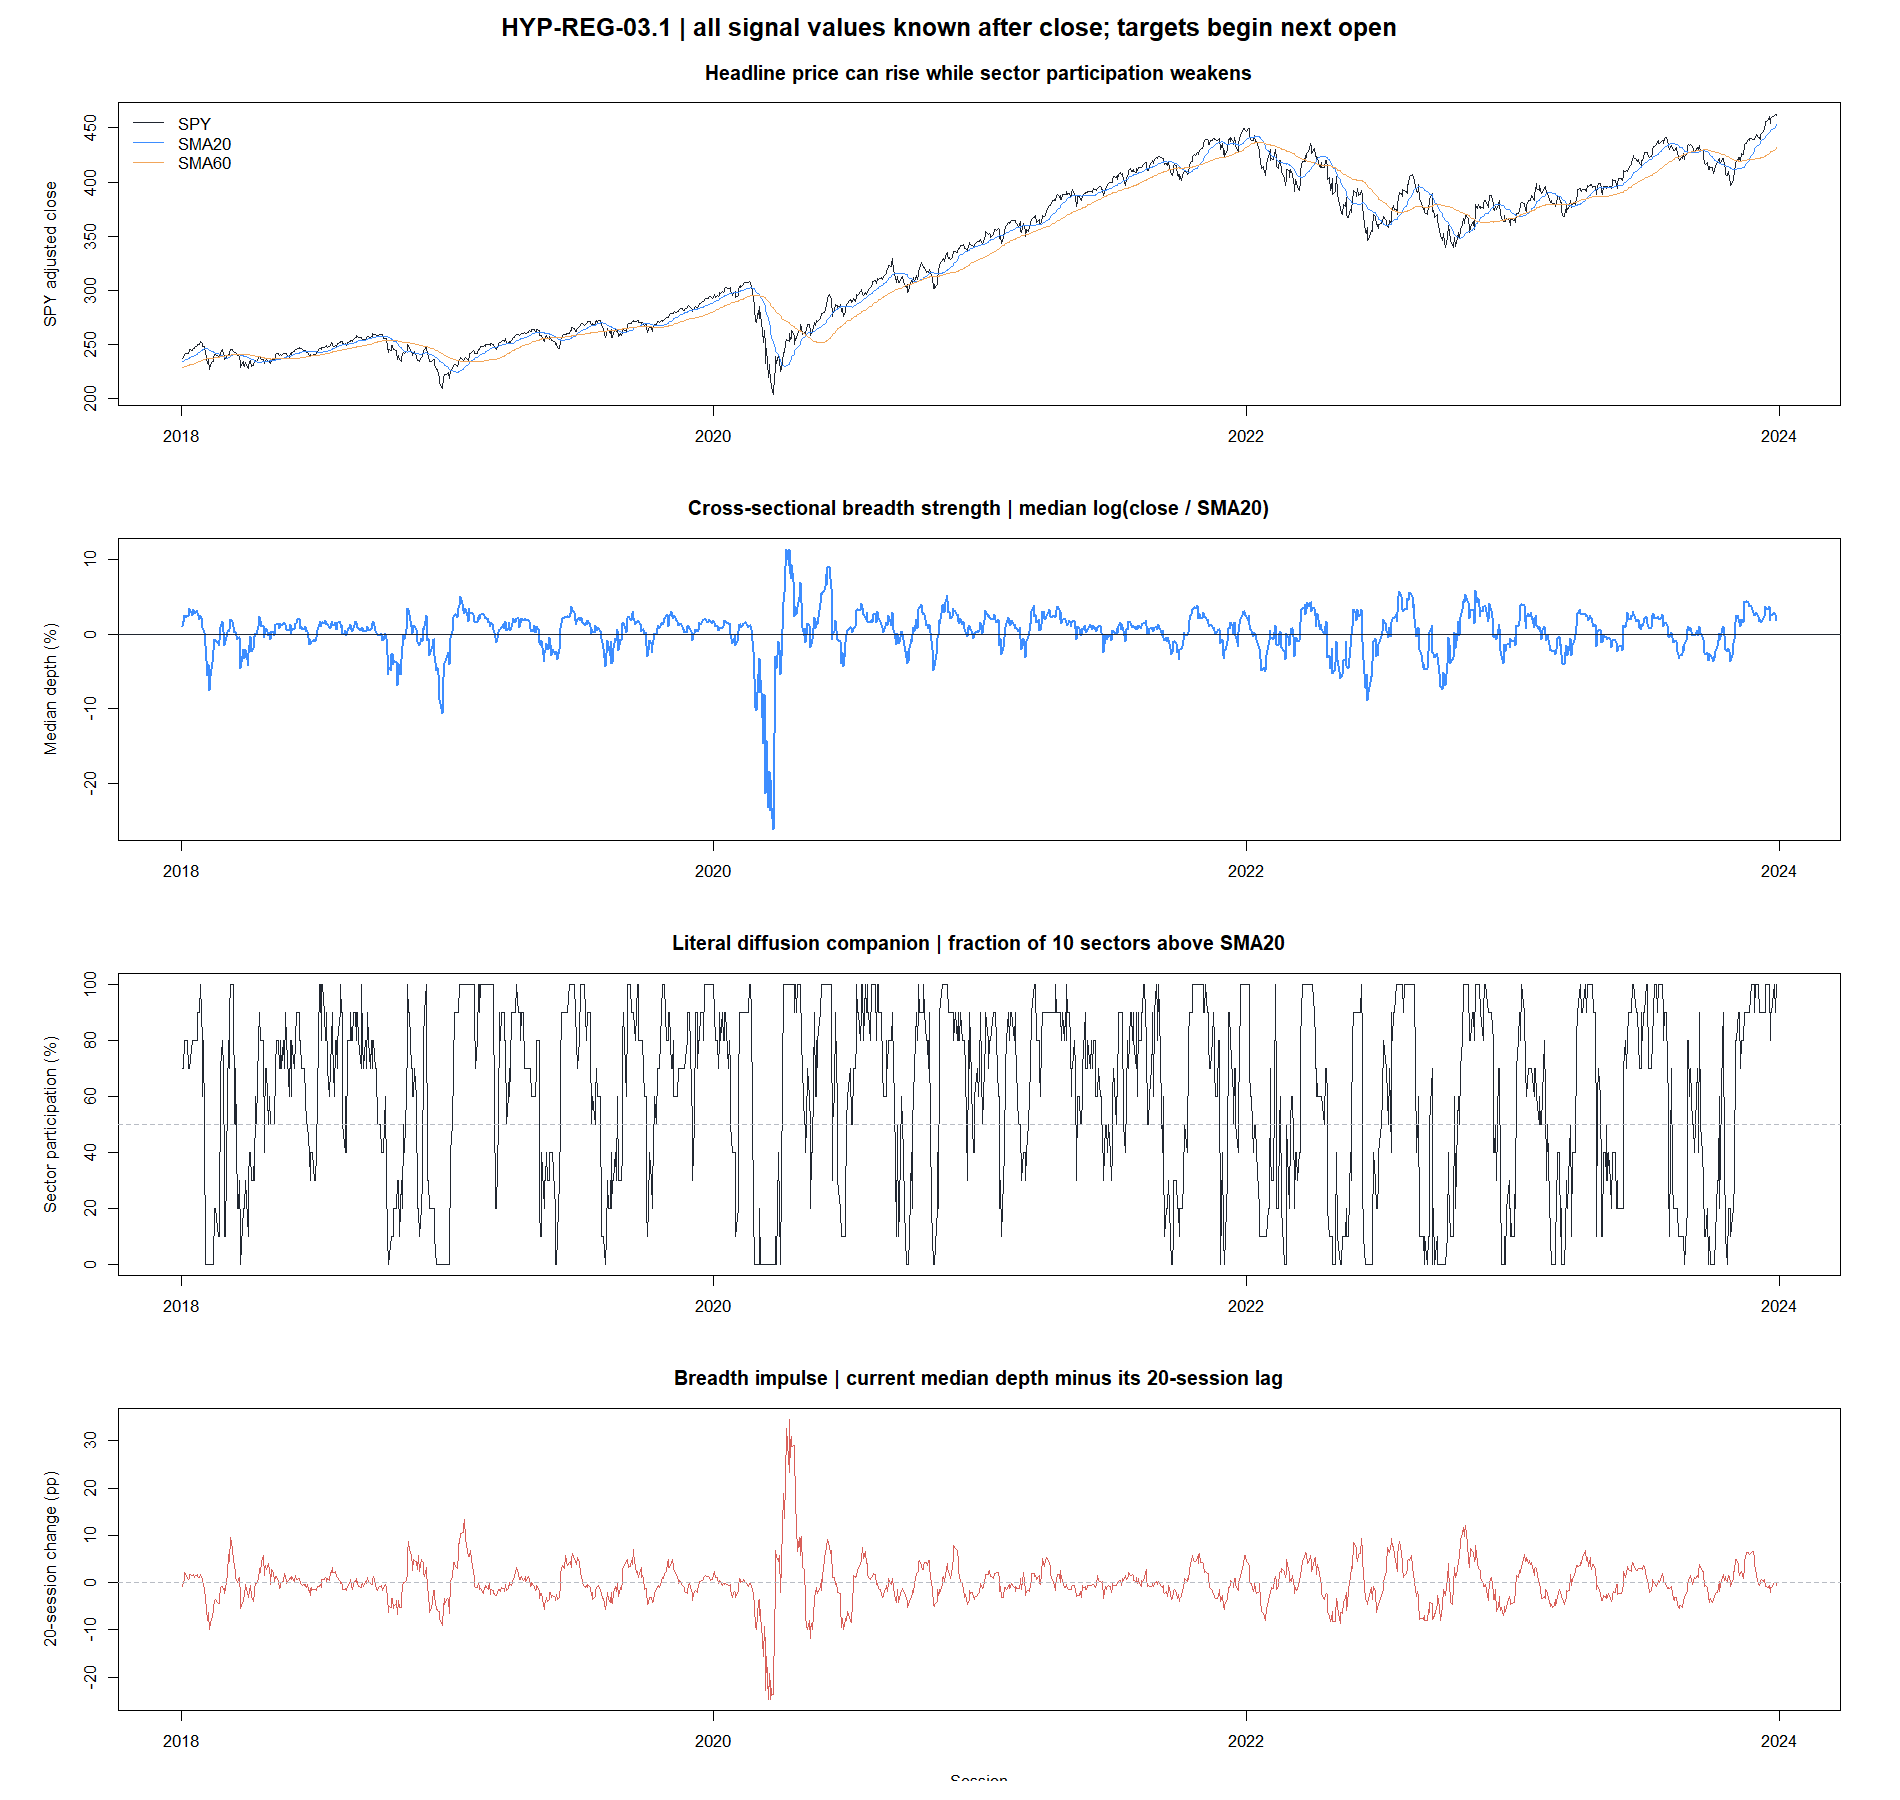 HYP-REG-03.1 | all signal values known after close; targets begin next open
Headline price can rise while sector participation weakens
SPY adjusted close
450
400
350
300
250
200
SPY
SMA20
SMA60
2018
2020
2022
2024
Cross-sectional breadth strength | median log(close / SMA20)
Median depth (%)
10
0
-10
-20
2018
2020
2022
2024
Literal diffusion companion | fraction of 10 sectors above SMA20
Sector participation (%)
100
80
60
40
20
0
2018
2020
2022
2024
Breadth impulse | current median depth minus its 20-session lag
20-session change (pp)
30
20
10
0
-10
-20
2018
2020
2022
2024
Session